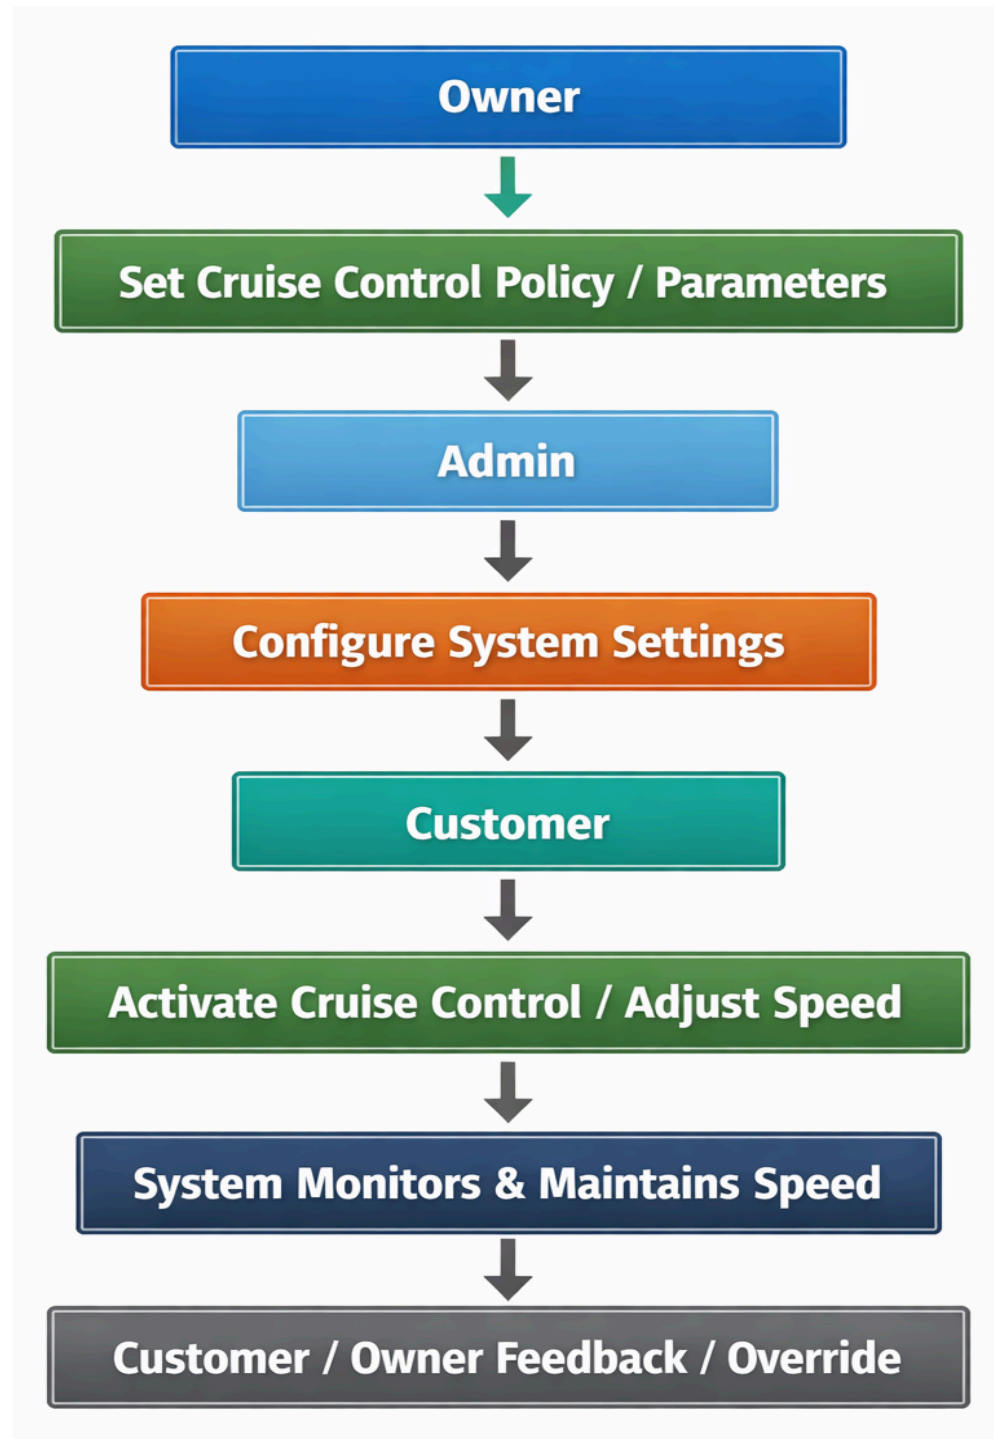 Owner
Set Cruise Control Policy / Parameters
Admin
Configure System Settings
Customer
Activate Cruise Control / Adjust Speed
System Monitors & Maintains Speed
Customer / Owner Feedback / Override